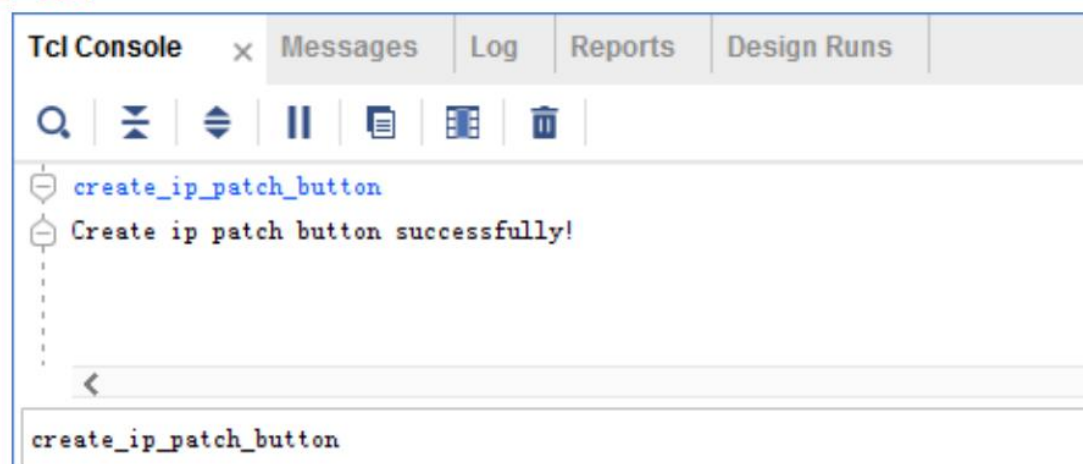 Tcl Console Messages Log Reports Design Runs
create_ip_patch_button
Create ip patch button successfully!
create_ip_patch_button